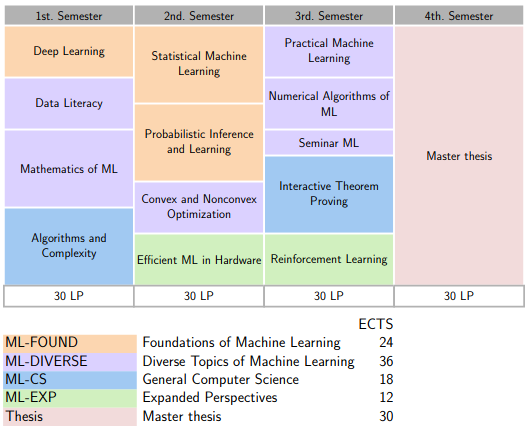 1st. Semester
2nd. Semester
3rd. Semester
4th. Semester
Deep Learning
Data Literacy
Mathematics of ML
Algorithms and
Complexity
Statistical Machine
Learning
Probabilistic Inference
and Learning
Convex and Nonconvex
Optimization
Efficient ML in Hardware
Practical Machine
Learning
Numerical Algorithms of
ML
Seminar ML
Interactive Theorem
Proving
Reinforcement Learning
Master thesis
30 LP
30 LP
30 LP
30 LP
ECTS
ML-FOUND Foundations of Machine Learning 24
ML-DIVERSE Diverse Topics of Machine Learning 36
ML-CS General Computer Science 18
ML-EXP Expanded Perspectives 12
Thesis Master thesis 30